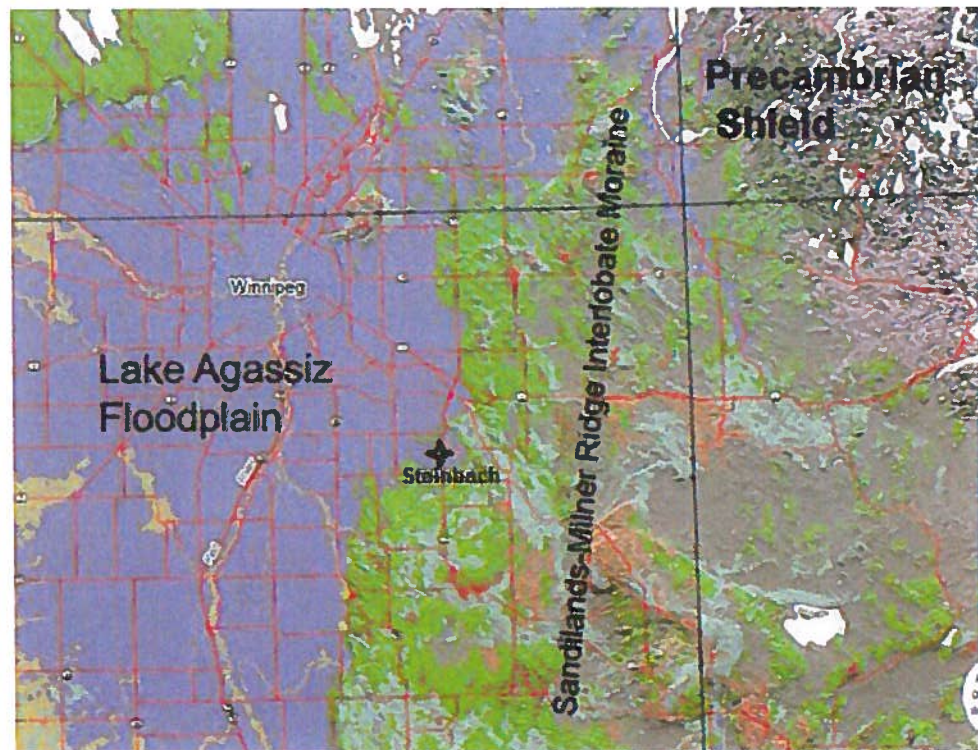 Precambrian
Shield
Winnipeg
Lake Agassiz
Floodplain
Steinbach
Sandilands-Milner Ridge Interlobate Moraine